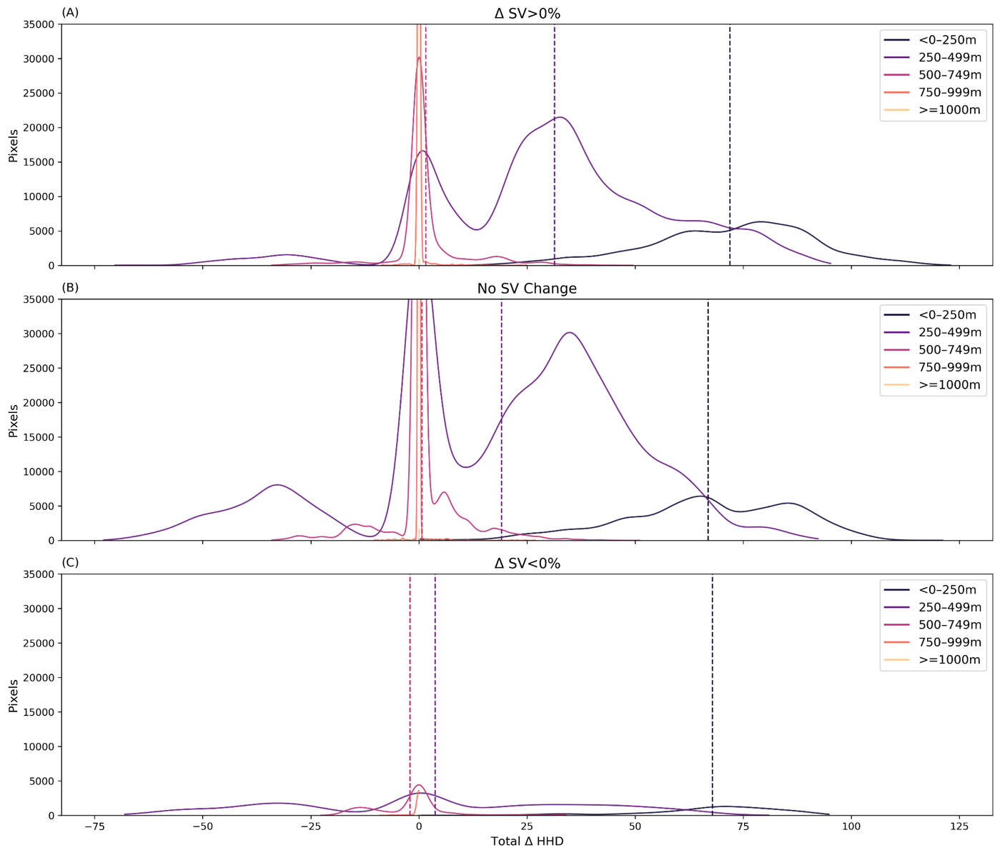 (A)
Δ SV>0%
35000
30000
25000
20000
15000
10000
5000
0
Pixels
<0–250m
250–499m
500–749m
750–999m
>=1000m
(B)
No SV Change
35000
30000
25000
20000
15000
10000
5000
0
Pixels
<0–250m
250–499m
500–749m
750–999m
>=1000m
(C)
Δ SV<0%
35000
30000
25000
20000
15000
10000
5000
0
Pixels
<0–250m
250–499m
500–749m
750–999m
>=1000m
−75 −50 −25 0 25 50 75 100 125
Total Δ HHD